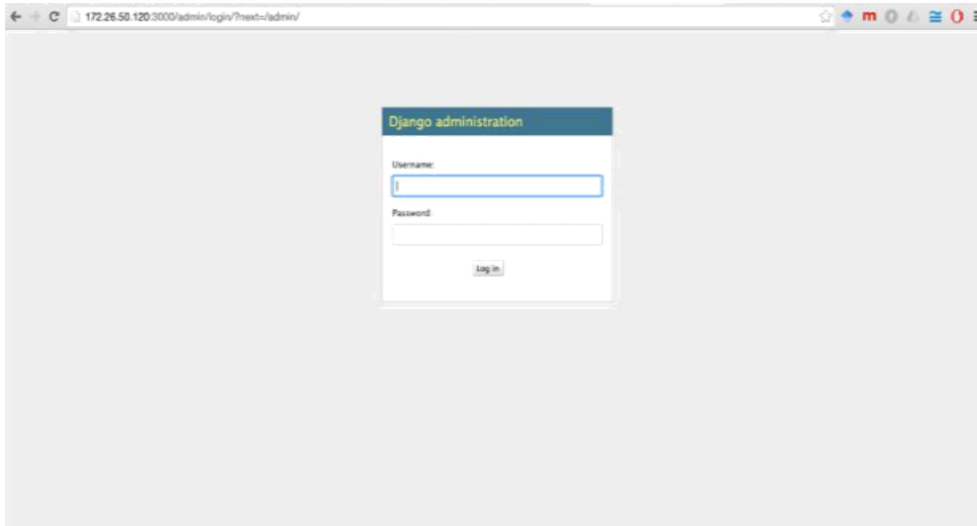 172.26.50.120:3000/admin/login/?next=/admin/
Django administration
Username:
Password:
Log in